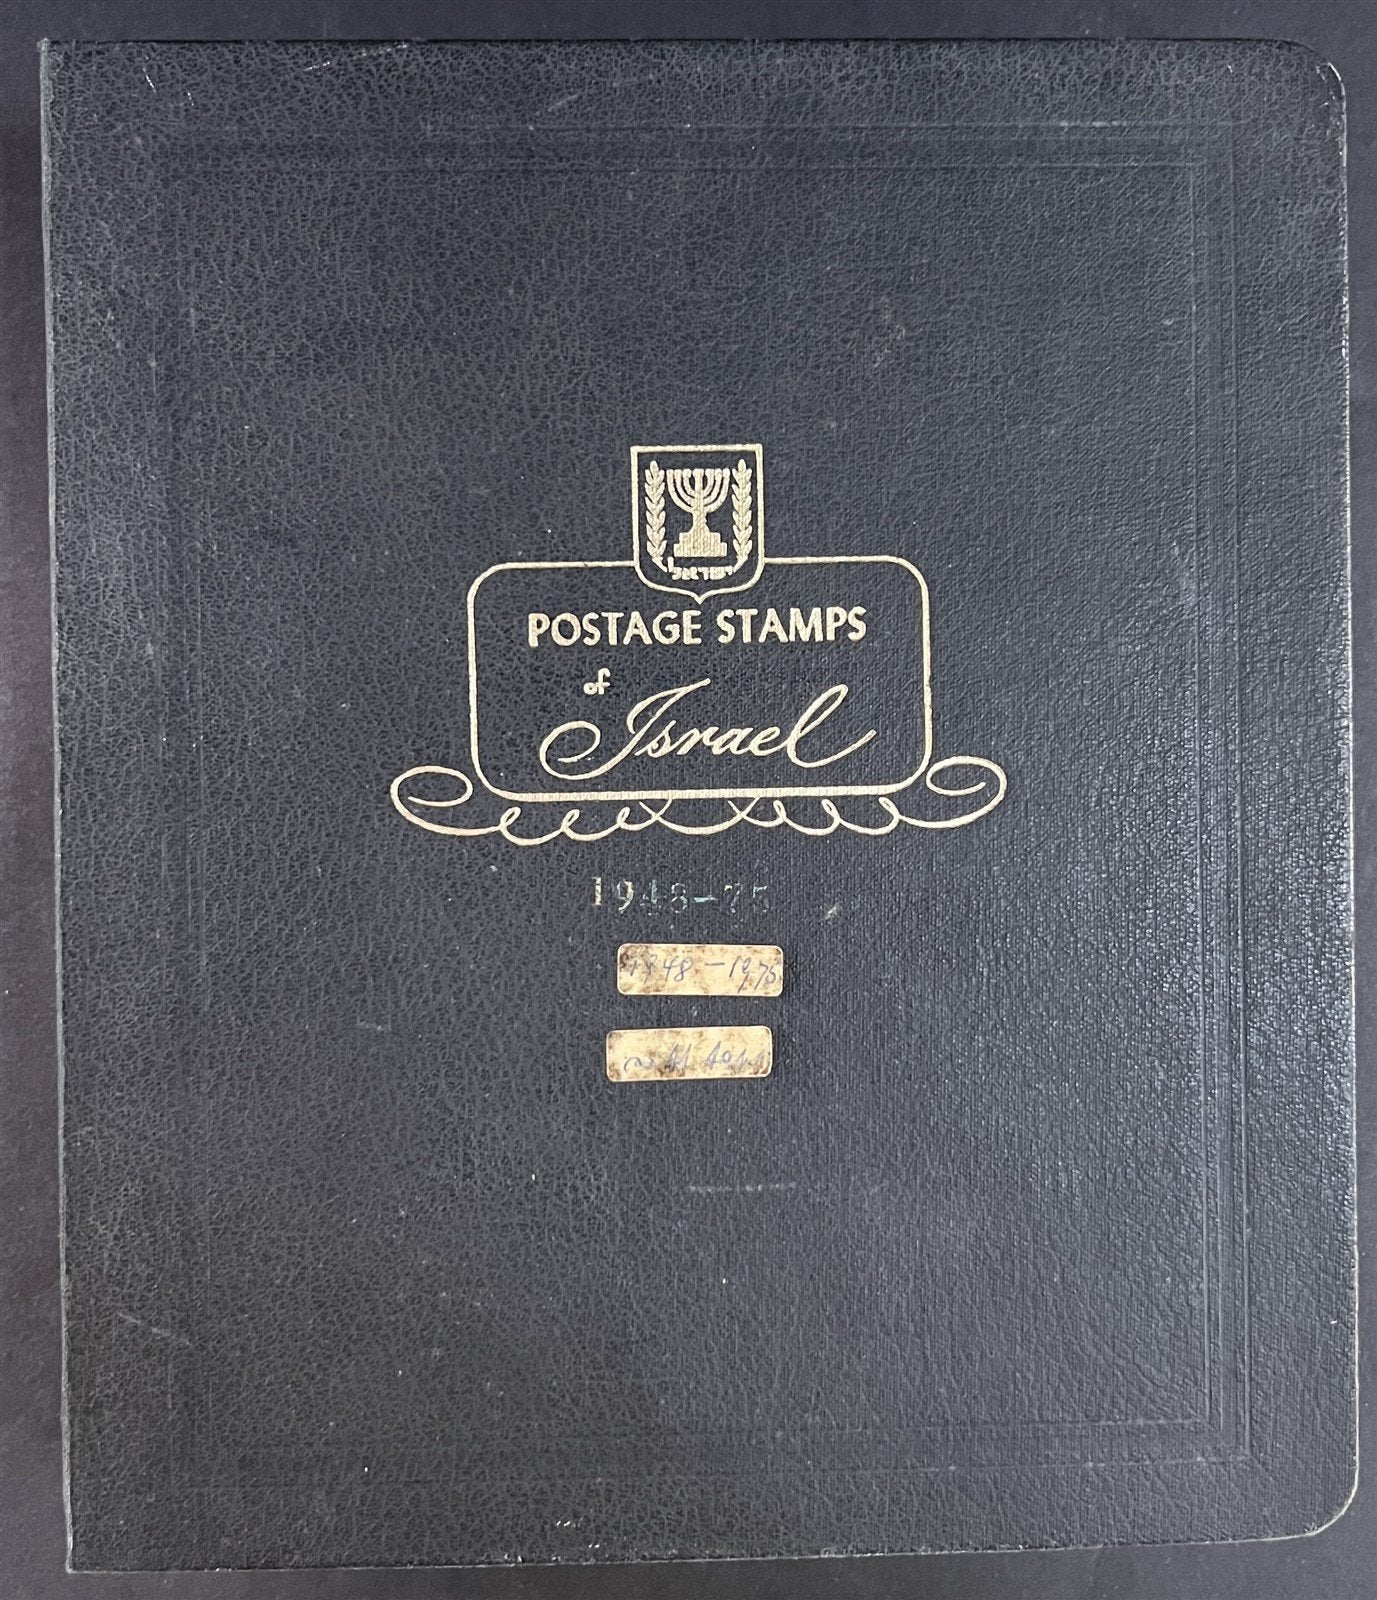 ישראל
POSTAGE STAMPS
of
Israel
1948-75
1948-1975